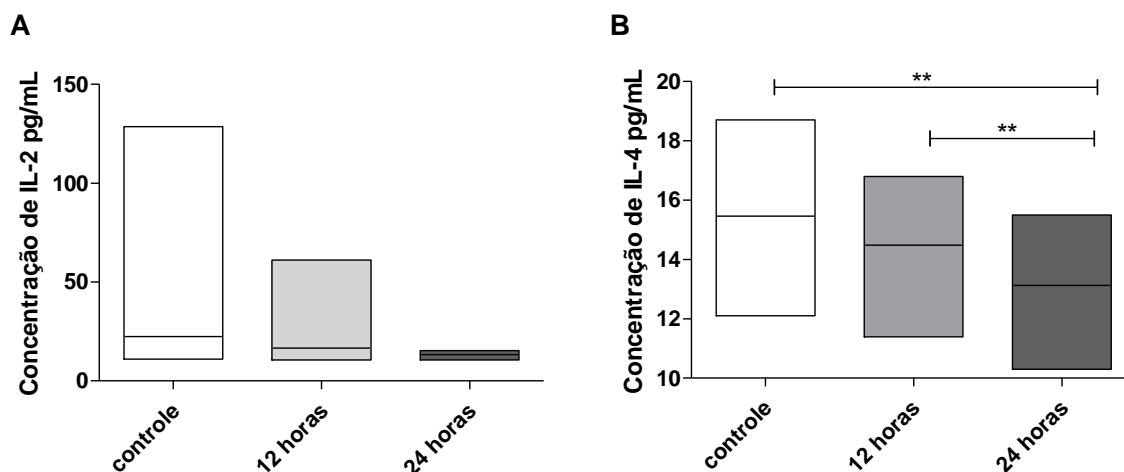 A
Concentração de IL-2 pg/mL
150
100
50
0
controle
12 horas
24 horas
B
Concentração de IL-4 pg/mL
20
18
16
14
12
10
**
**
controle
12 horas
24 horas